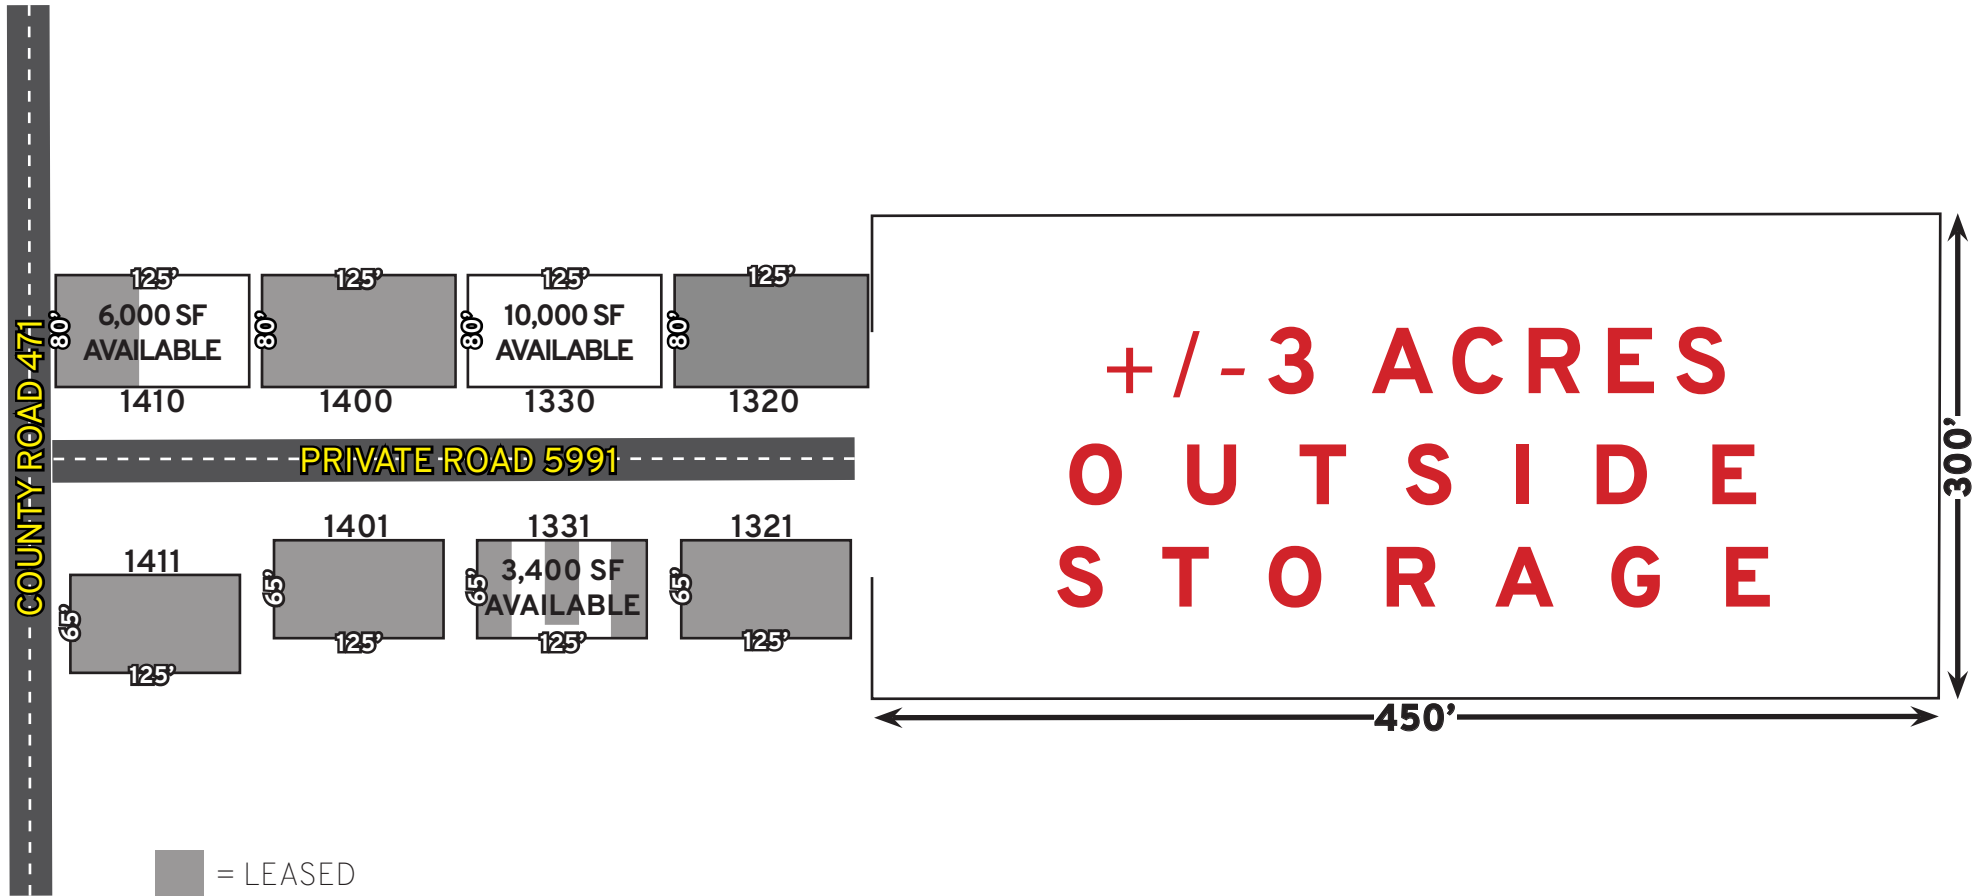 125'
80'
6,000 SF
AVAILABLE
1410
125'
80'
1400
125'
80'
10,000 SF
AVAILABLE
1330
125'
80'
1320
COUNTY ROAD 471
PRIVATE ROAD 5991
1411
65'
125'
1401
65'
125'
1331
65'
3,400 SF
AVAILABLE
125'
1321
65'
125'
+/-3 ACRES
OUTSIDE
STORAGE
300'
450'
= LEASED